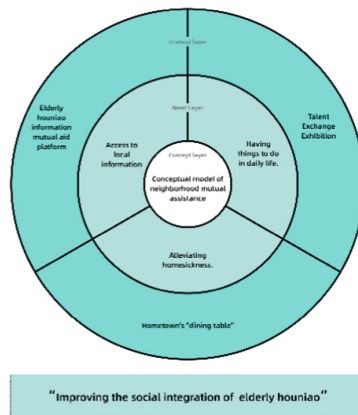 Strategy layer
Elderly
houniao
information
mutual aid
platform
Talent
Exchange
Exhibition
Need Layer
Access to
local
information
Having
things to do
in daily life.
Concept layer
Conceptual model of
neighborhood mutual
assistance
Alleviating
homesickness.
Hometown's "dining table"
"Improving the social integration of elderly houniao"